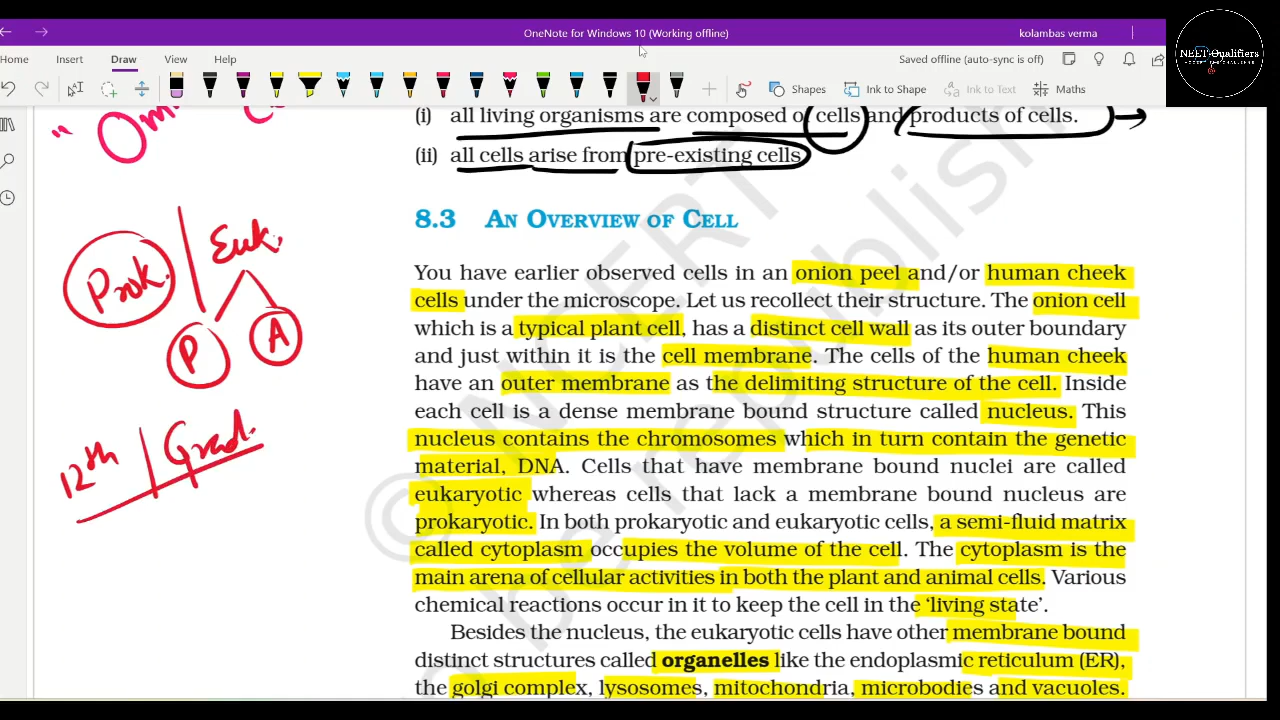 OneNote for Windows 10 (Working offline)
kolambas verma
NEET Qualifiers
Home Insert Draw View Help
Saved offline (auto-sync is off)
Shapes Ink to Shape Ink to Text Maths
(i) all living organisms are composed of cells and products of cells.
(ii) all cells arise from pre-existing cells
8.3 AN OVERVIEW OF CELL
You have earlier observed cells in an onion peel and/or human cheek
cells under the microscope. Let us recollect their structure. The onion cell
which is a typical plant cell, has a distinct cell wall as its outer boundary
and just within it is the cell membrane. The cells of the human cheek
have an outer membrane as the delimiting structure of the cell. Inside
each cell is a dense membrane bound structure called nucleus. This
nucleus contains the chromosomes which in turn contain the genetic
material, DNA. Cells that have membrane bound nuclei are called
eukaryotic whereas cells that lack a membrane bound nucleus are
prokaryotic. In both prokaryotic and eukaryotic cells, a semi-fluid matrix
called cytoplasm occupies the volume of the cell. The cytoplasm is the
main arena of cellular activities in both the plant and animal cells. Various
chemical reactions occur in it to keep the cell in the ‘living state’.
Besides the nucleus, the eukaryotic cells have other membrane bound
distinct structures called organelles like the endoplasmic reticulum (ER),
the golgi complex, lysosomes, mitochondria, microbodies and vacuoles.
" Om
Prok. Euk.
P A
12th / Grad.
© NCERT
be republish